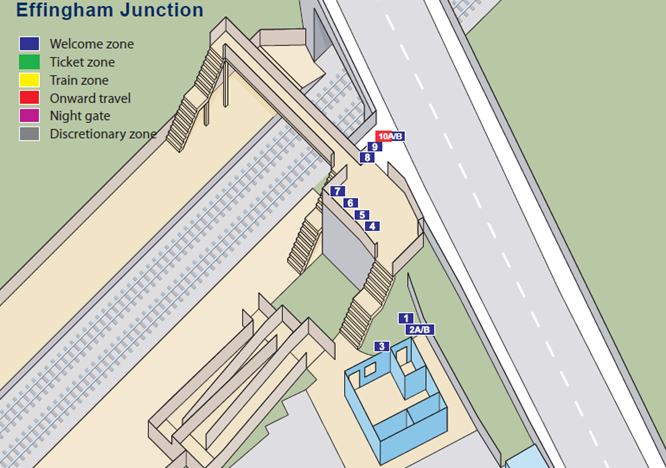 Effingham Junction
Welcome zone
Ticket zone
Train zone
Onward travel
Night gate
Discretionary zone
10A/B
9
8
7
6
5
4
1
2A/B
3